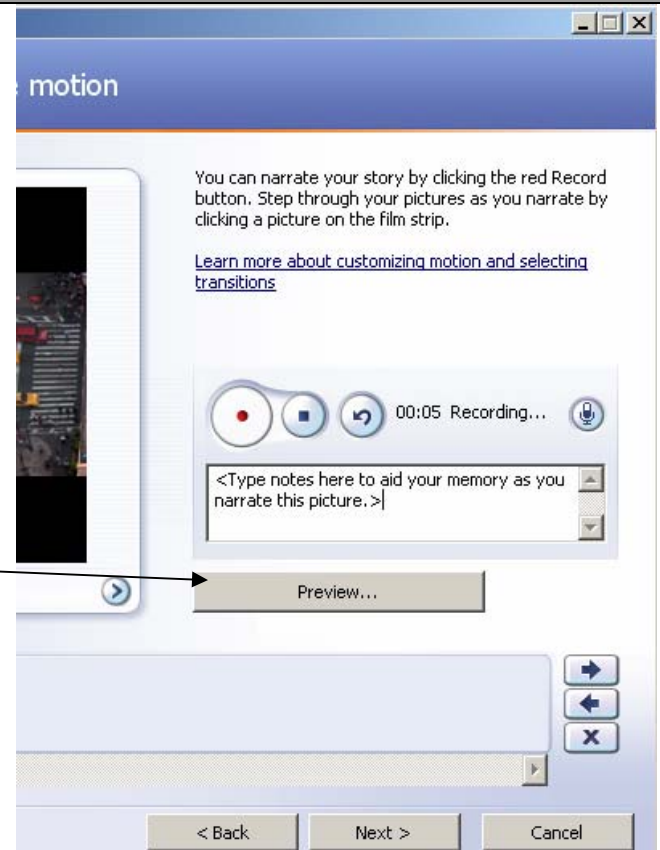 motion
You can narrate your story by clicking the red Record
button. Step through your pictures as you narrate by
clicking a picture on the film strip.
Learn more about customizing motion and selecting
transitions
00:05 Recording...
<Type notes here to aid your memory as you
narrate this picture.>
Preview...
< Back
Next >
Cancel